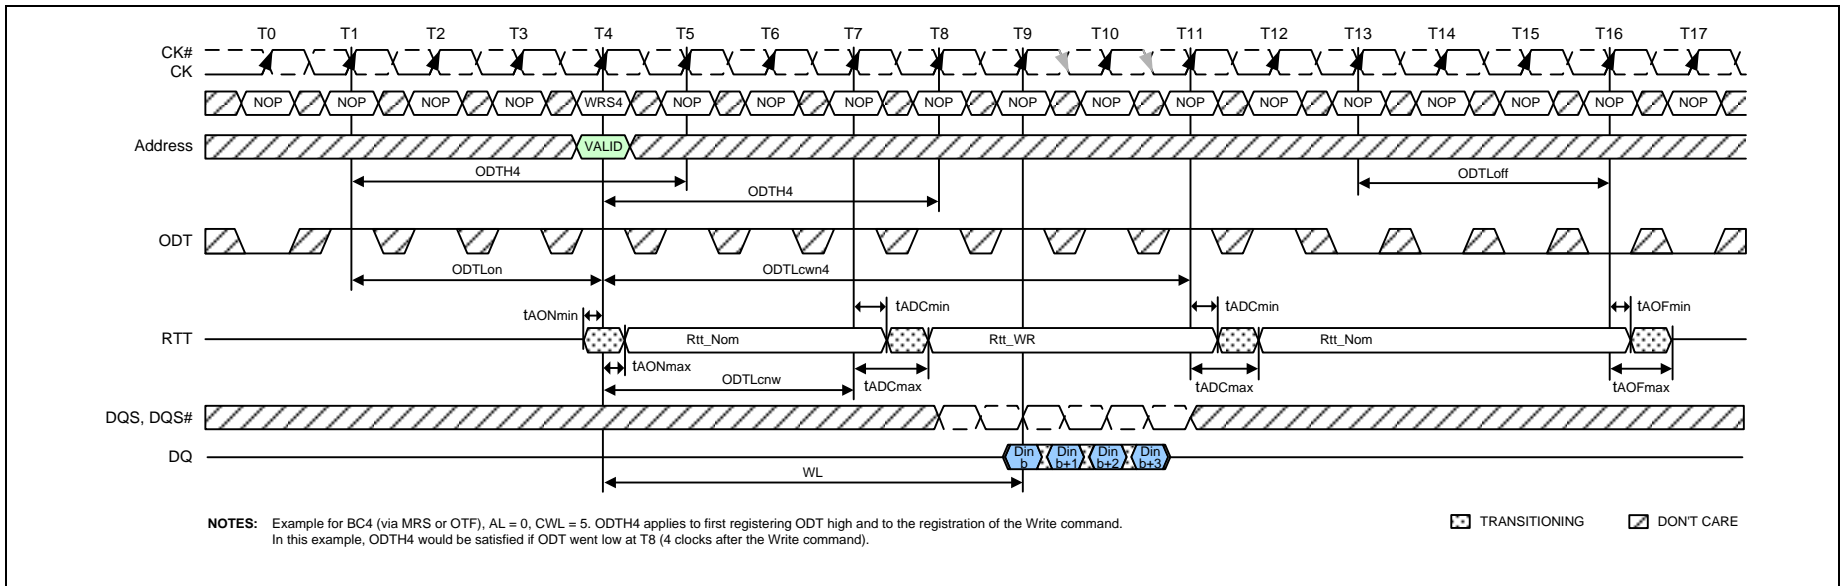 T0 T1 T2 T3 T4 T5 T6 T7 T8 T9 T10 T11 T12 T13 T14 T15 T16 T17
CK#
CK
NOP NOP NOP NOP WRS4 NOP NOP NOP NOP NOP NOP NOP NOP NOP NOP NOP NOP NOP
Address VALID
ODTH4 ODTLoff
ODTH4
ODT
ODTLon ODTLcwn4
tAONmin tADCmin tADCmin tAOFmin
RTT Rtt_Nom Rtt_WR Rtt_Nom
tAONmax ODTLcnw tADCmax tADCmax tAOFmax
DQS, DQS#
DQ Din b Din b+1 Din b+2 Din b+3
WL
NOTES: Example for BC4 (via MRS or OTF), AL = 0, CWL = 5. ODTH4 applies to first registering ODT high and to the registration of the Write command.
In this example, ODTH4 would be satisfied if ODT went low at T8 (4 clocks after the Write command).
TRANSITIONING DON'T CARE